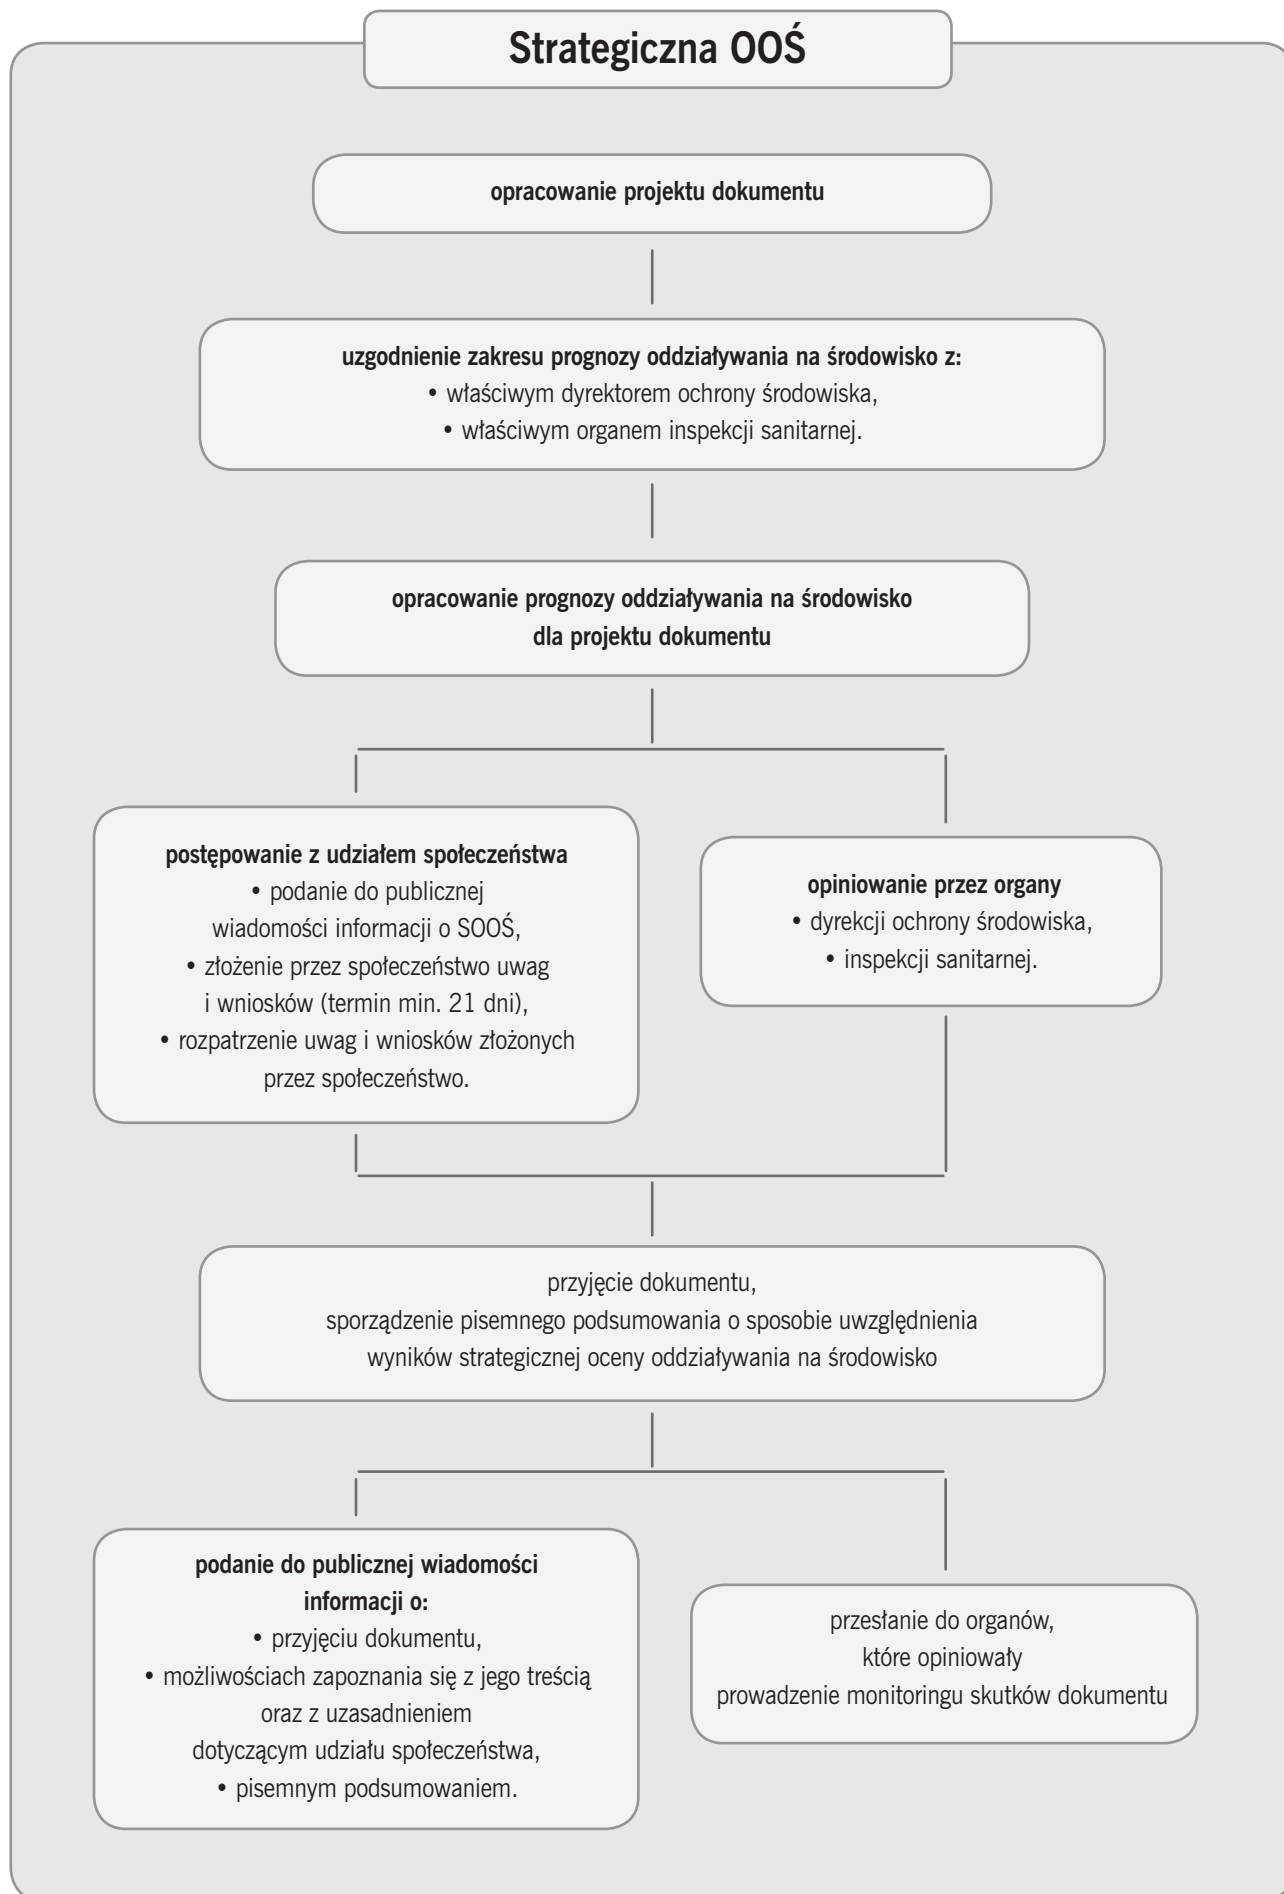 Strategiczna OOŚ
opracowanie projektu dokumentu
uzgodnienie zakresu prognozy oddziaływania na środowisko z:
• właściwym dyrektorem ochrony środowiska,
• właściwym organem inspekcji sanitarnej.
opracowanie prognozy oddziaływania na środowisko
dla projektu dokumentu
postępowanie z udziałem społeczeństwa
• podanie do publicznej
wiadomości informacji o SOOŚ,
• złożenie przez społeczeństwo uwag
i wniosków (termin min. 21 dni),
• rozpatrzenie uwag i wniosków złożonych
przez społeczeństwo.
opiniowanie przez organy
• dyrekcji ochrony środowiska,
• inspekcji sanitarnej.
przyjęcie dokumentu,
sporządzenie pisemnego podsumowania o sposobie uwzględnienia
wyników strategicznej oceny oddziaływania na środowisko
podanie do publicznej wiadomości
informacji o:
• przyjęciu dokumentu,
• możliwościach zapoznania się z jego treścią
oraz z uzasadnieniem
dotyczącym udziału społeczeństwa,
• pisemnym podsumowaniem.
przesłanie do organów,
które opiniowały
prowadzenie monitoringu skutków dokumentu